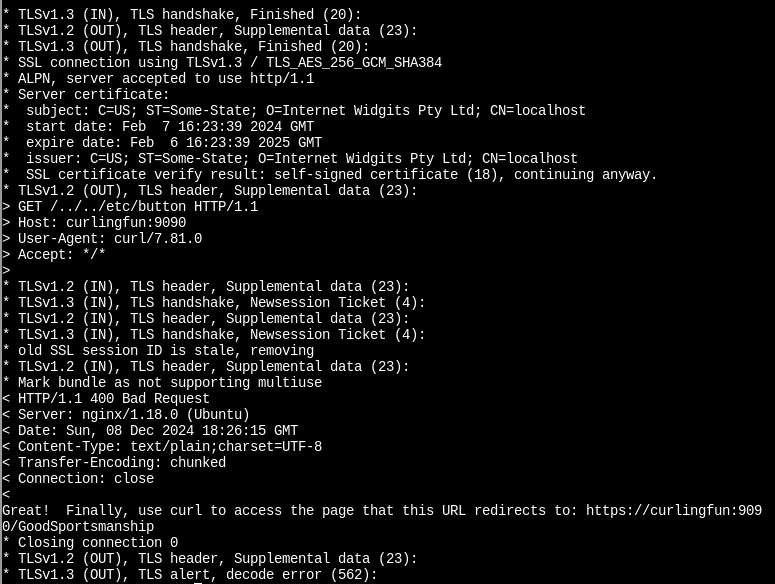 * TLSv1.3 (IN), TLS handshake, Finished (20):
* TLSv1.2 (OUT), TLS header, Supplemental data (23):
* TLSv1.3 (OUT), TLS handshake, Finished (20):
* SSL connection using TLSv1.3 / TLS_AES_256_GCM_SHA384
* ALPN, server accepted to use http/1.1
* Server certificate:
*  subject: C=US; ST=Some-State; O=Internet Widgits Pty Ltd; CN=localhost
*  start date: Feb  7 16:23:39 2024 GMT
*  expire date: Feb  6 16:23:39 2025 GMT
*  issuer: C=US; ST=Some-State; O=Internet Widgits Pty Ltd; CN=localhost
*  SSL certificate verify result: self-signed certificate (18), continuing anyway.
* TLSv1.2 (OUT), TLS header, Supplemental data (23):
> GET /../../etc/button HTTP/1.1
> Host: curlingfun:9090
> User-Agent: curl/7.81.0
> Accept: */*
>
* TLSv1.2 (IN), TLS header, Supplemental data (23):
* TLSv1.3 (IN), TLS handshake, Newsession Ticket (4):
* TLSv1.2 (IN), TLS header, Supplemental data (23):
* TLSv1.3 (IN), TLS handshake, Newsession Ticket (4):
* old SSL session ID is stale, removing
* TLSv1.2 (IN), TLS header, Supplemental data (23):
* Mark bundle as not supporting multiuse
< HTTP/1.1 400 Bad Request
< Server: nginx/1.18.0 (Ubuntu)
< Date: Sun, 08 Dec 2024 18:26:15 GMT
< Content-Type: text/plain;charset=UTF-8
< Transfer-Encoding: chunked
< Connection: close
<
Great!  Finally, use curl to access the page that this URL redirects to: https://curlingfun:909
0/GoodSportsmanship
* Closing connection 0
* TLSv1.2 (OUT), TLS header, Supplemental data (23):
* TLSv1.3 (OUT), TLS alert, decode error (562):